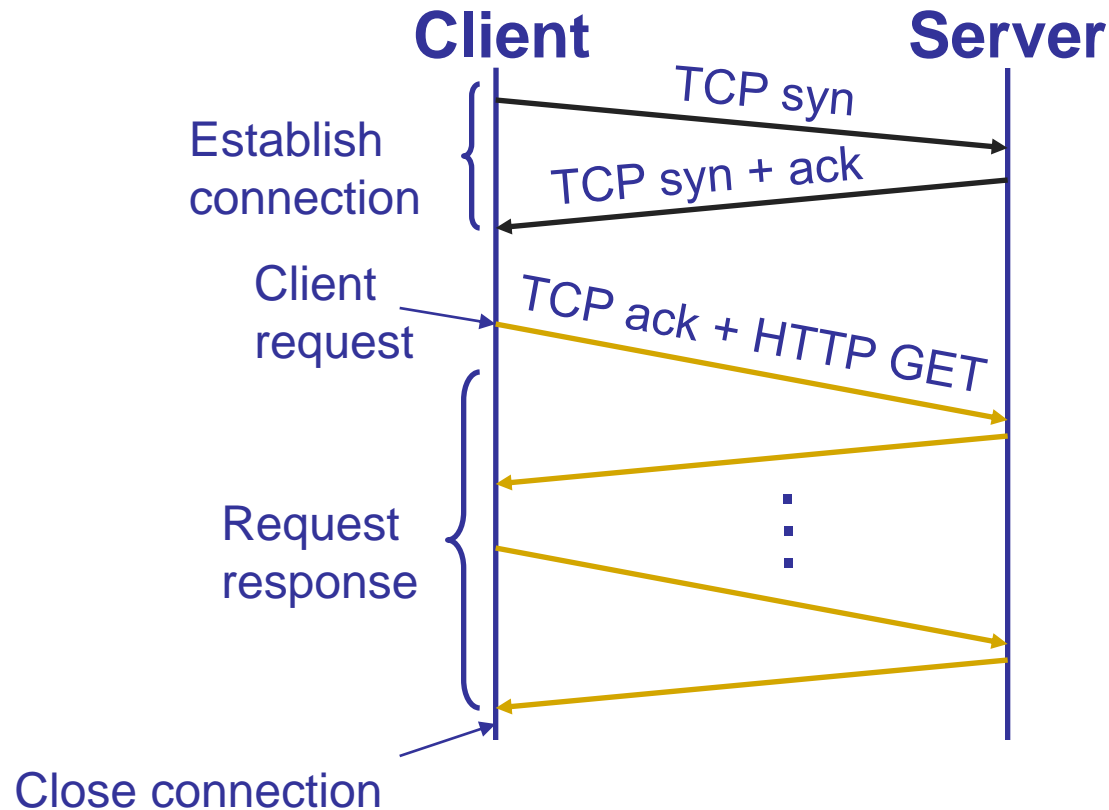 Client
Server
TCP syn
Establish
connection
TCP syn + ack
Client
request
TCP ack + HTTP GET
Request
response
Close connection